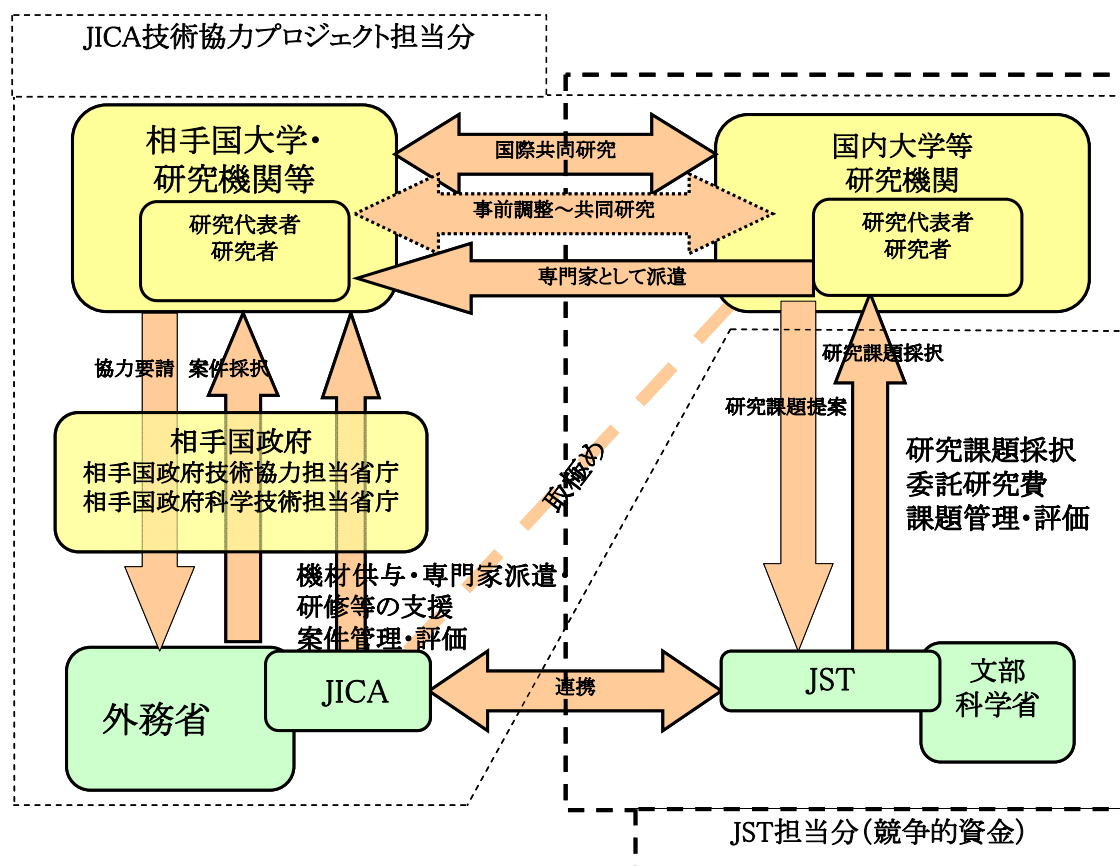 JICA技術協力プロジェクト担当分
相手国大学・
研究機関等
研究代表者
研究者
国際共同研究
事前調整～共同研究
専門家として派遣
国内大学等
研究機関
研究代表者
研究者
協力要請
案件採択
研究課題採択
研究課題提案
相手国政府
相手国政府技術協力担当省庁
相手国政府科学技術担当省庁
取極め
研究課題採択
委託研究費
課題管理・評価
機材供与・専門家派遣・
研修等の支援
案件管理・評価
外務省
JICA
連携
JST
文部
科学省
JST担当分（競争的資金）